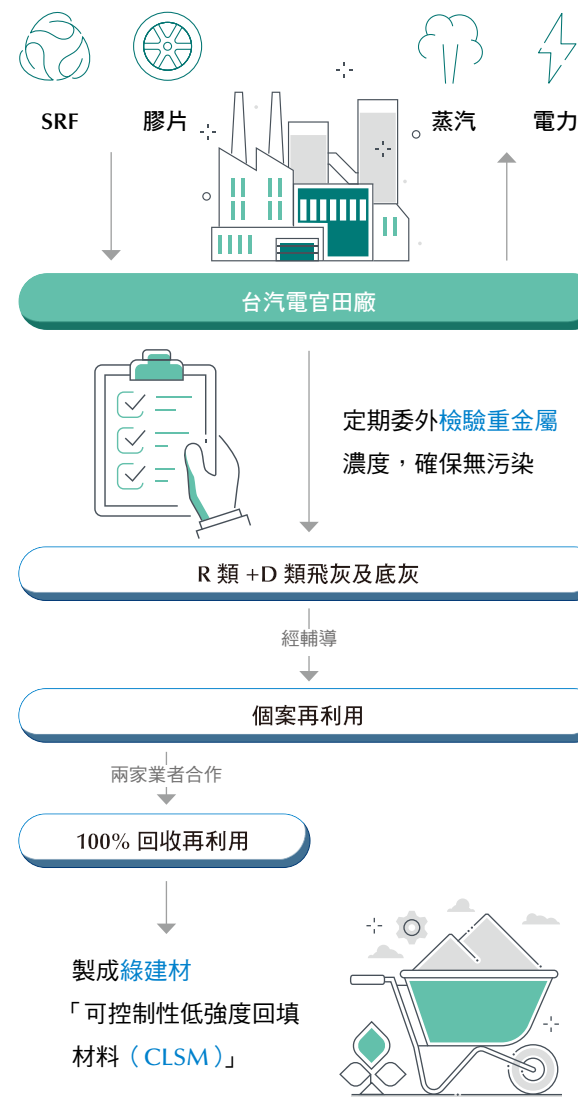 SRF
膠片
蒸汽
電力
台汽電官田廠
定期委外檢驗重金屬
濃度，確保無污染
R 類 +D 類飛灰及底灰
經輔導
個案再利用
兩家業者合作
100% 回收再利用
製成綠建材
「可控制性低強度回填
材料（CLSM）」